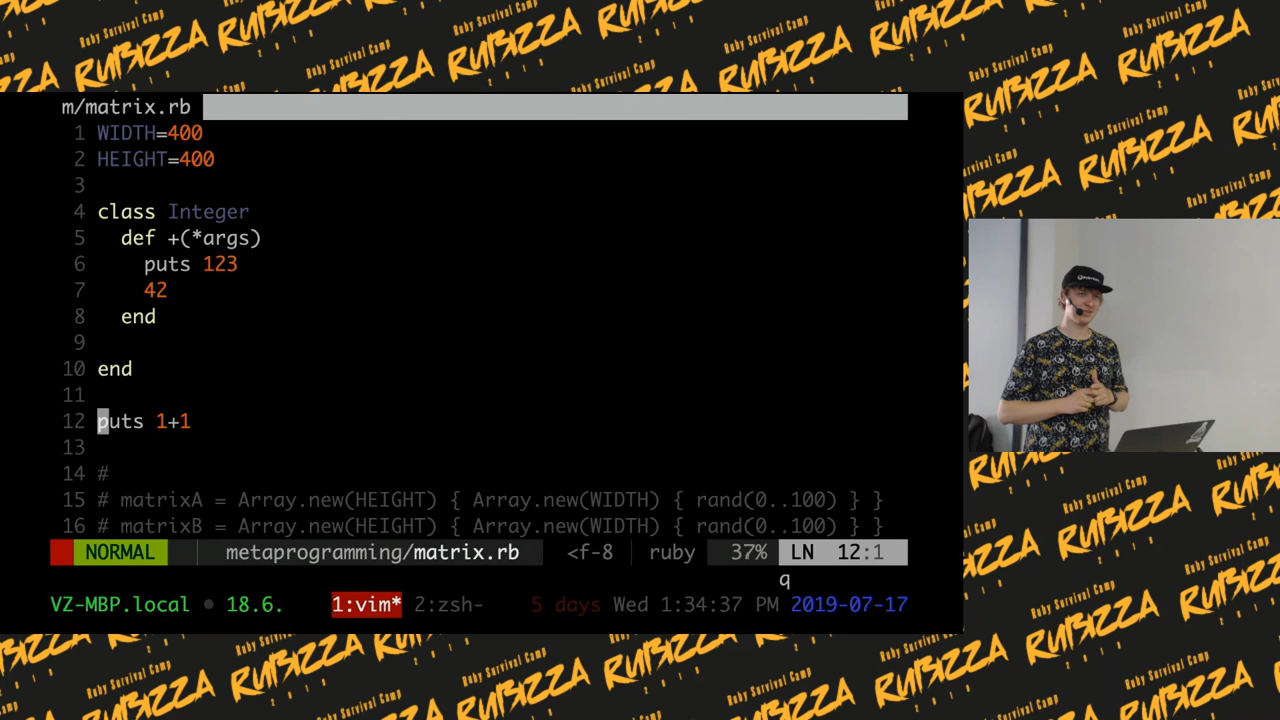 Ruby Survival Camp
RUBIZZA
2019
m/matrix.rb
1 WIDTH=400
2 HEIGHT=400
3
4 class Integer
5 def +(*args)
6 puts 123
7 42
8 end
9
10 end
11
12 puts 1+1
13
14 #
15 # matrixA = Array.new(HEIGHT) { Array.new(WIDTH) { rand(0..100) } }
16 # matrixB = Array.new(HEIGHT) { Array.new(WIDTH) { rand(0..100) } }
NORMAL metaprogramming/matrix.rb <f-8 ruby 37% LN 12:1
q
VZ-MBP.local ● 18.6. 1:vim* 2:zsh- 5 days Wed 1:34:37 PM 2019-07-17